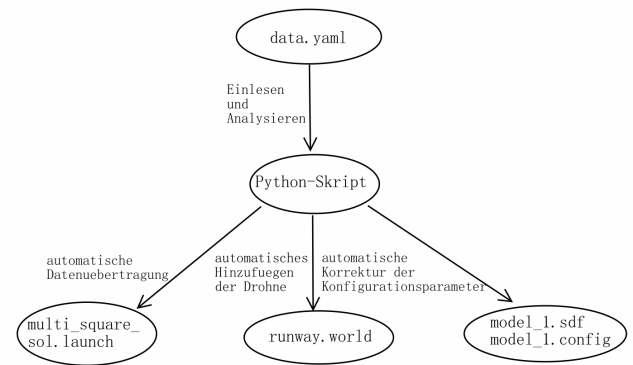 data.yaml
Einlesen
und
Analysieren
Python-Skript
automatische
Datenuebertragung
automatisches
Hinzufuegen
der Drohne
automatische
Korrektur der
Konfigurationsparameter
multi_square_
sol.launch
runway.world
model_1.sdf
model_1.config